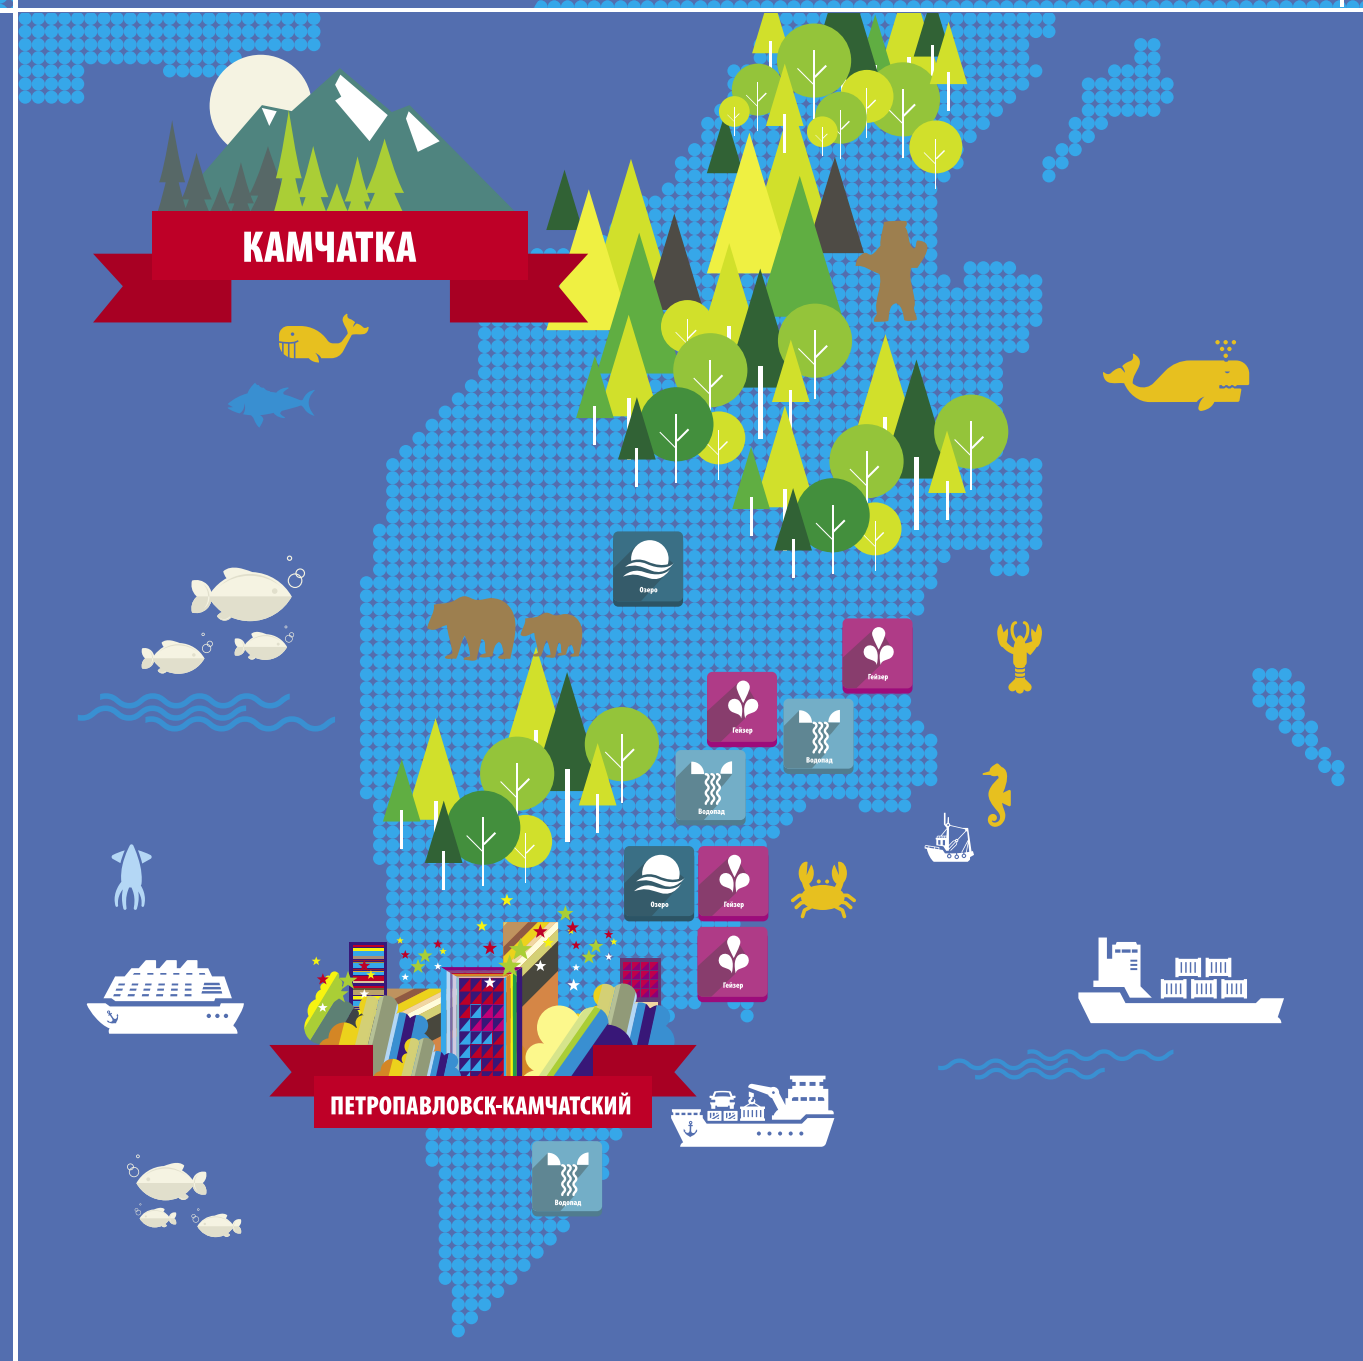 КАМЧАТКА
Озеро
Гейзер
Гейзер
Водопад
Водопад
Озеро
Гейзер
Гейзер
ПЕТРОПАВЛОВСК-КАМЧАТСКИЙ
Водопад